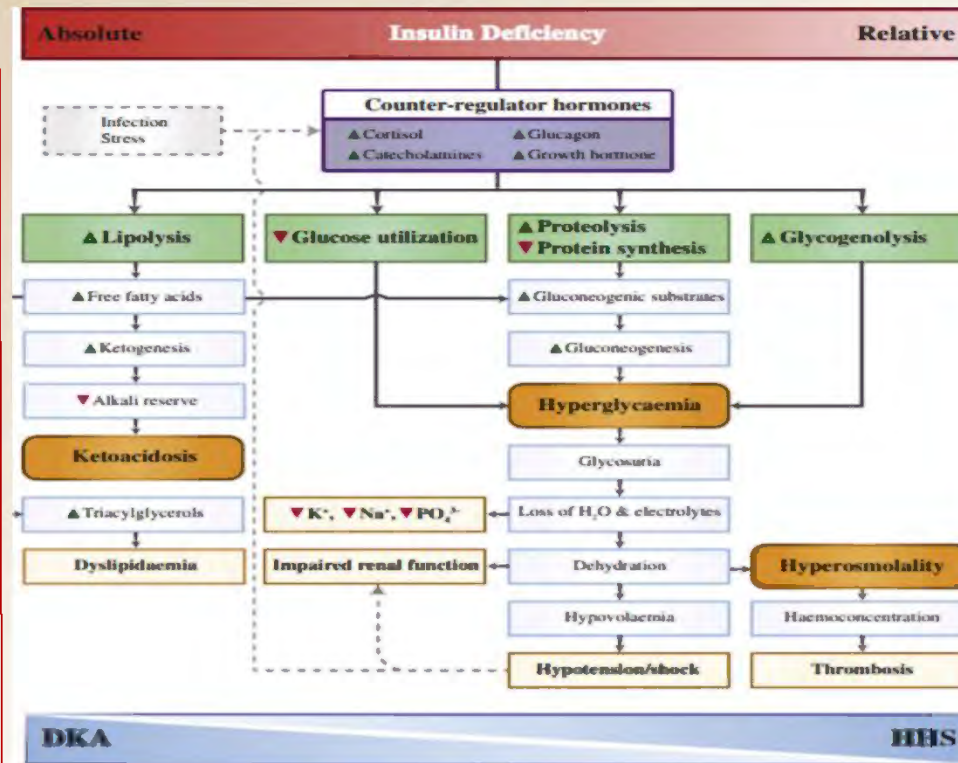 Absolute Insulin Deficiency Relative
Counter-regulator hormones
Infection
Stress
▲Cortisol ▲Glucagon
▲Catecholamines ▲Growth hormone
▲Lipolysis
▼Glucose utilization
▲Proteolysis
▼Protein synthesis
▲Glycogenolysis
▲Free fatty acids
▲Gluconeogenic substrates
▲Ketogenesis
▲Gluconeogenesis
▼Alkali reserve
Hyperglycaemia
Ketoacidosis
Glycosuria
▲Triacylglycerols
▼K⁺, ▼Na⁺, ▼PO₄³⁻
Loss of H₂O & electrolytes
Dyslipidaemia
Impaired renal function
Dehydration
Hyperosmolality
Hypovolaemia
Haemoconcentration
Hypotension/shock
Thrombosis
DKA HHS